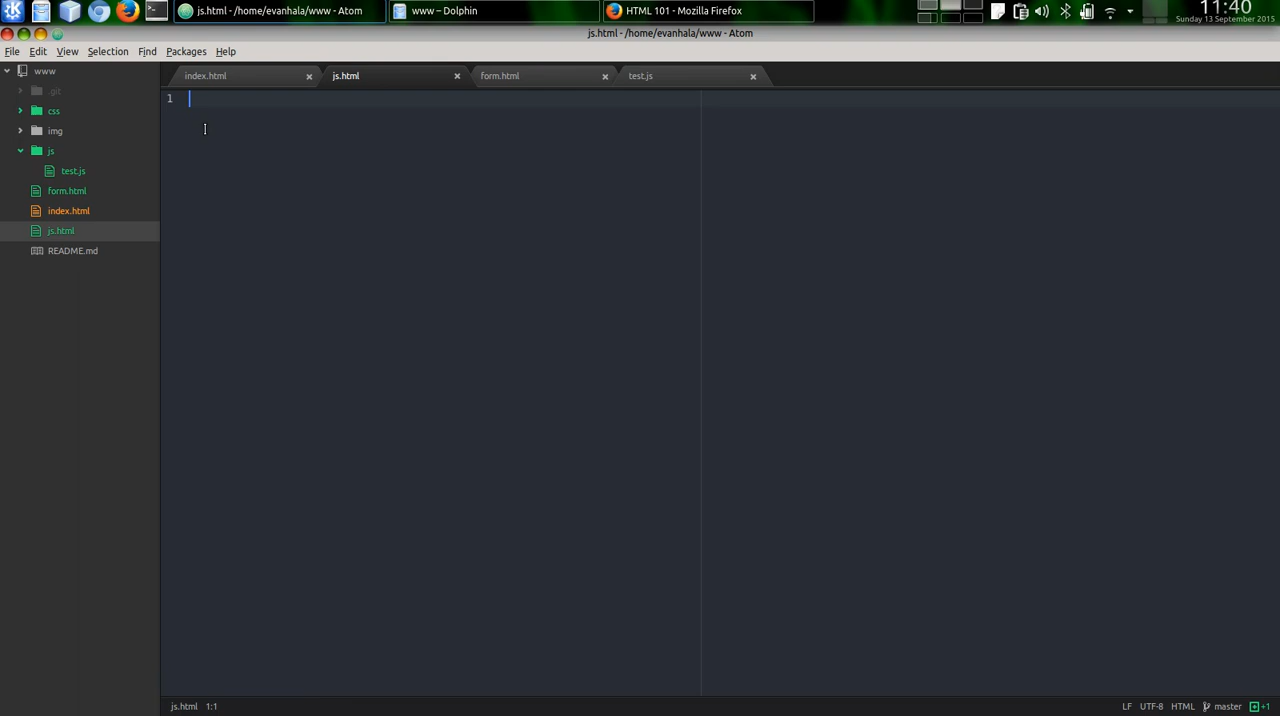 js.html - /home/evanhala/www - Atom
www – Dolphin
HTML 101 - Mozilla Firefox
11:40
Sunday 13 September 2015
js.html - /home/evanhala/www - Atom
File Edit View Selection Find Packages Help
www
index.html
js.html
form.html
test.js
.git
css
img
js
test.js
form.html
index.html
js.html
README.md
1
js.html 1:1
LF UTF-8 HTML master +1